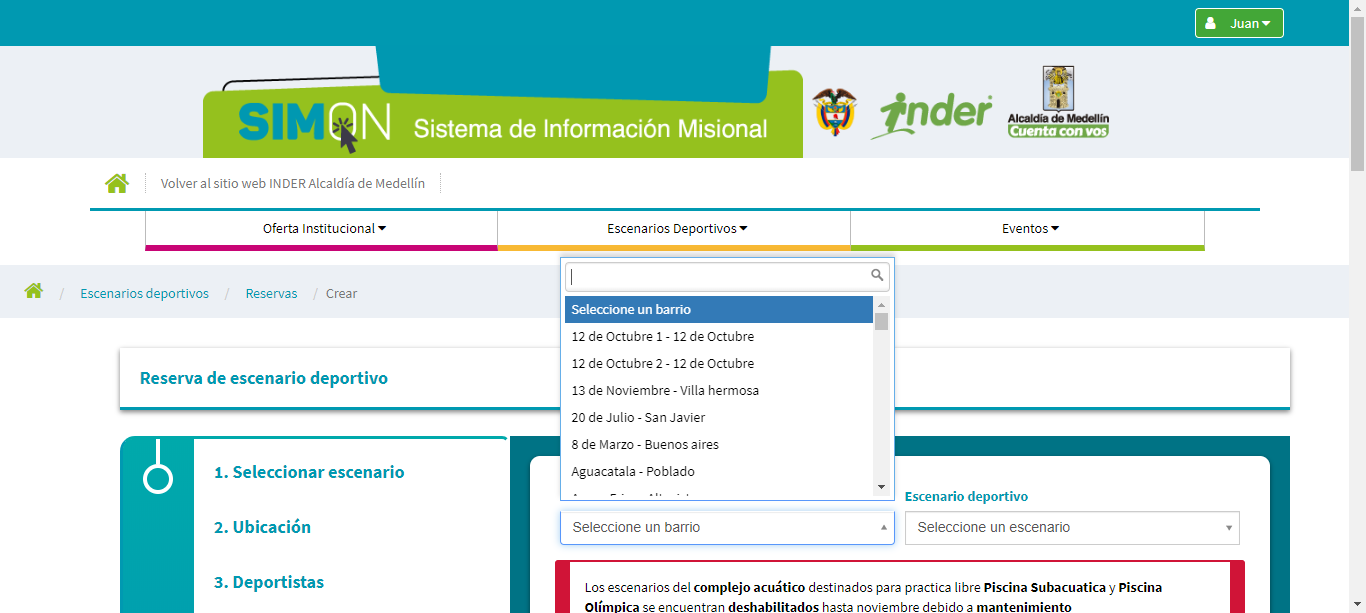 Juan
SIMON Sistema de Información Misional
inder
Alcaldía de Medellín
Cuenta con vos
Volver al sitio web INDER Alcaldía de Medellín
Oferta Institucional
Escenarios Deportivos
Eventos
/ Escenarios deportivos / Reservas / Crear
Seleccione un barrio
12 de Octubre 1 - 12 de Octubre
12 de Octubre 2 - 12 de Octubre
13 de Noviembre - Villa hermosa
20 de Julio - San Javier
8 de Marzo - Buenos aires
Aguacatala - Poblado
Reserva de escenario deportivo
1. Seleccionar escenario
2. Ubicación
3. Deportistas
Escenario deportivo
Seleccione un barrio
Seleccione un escenario
Los escenarios del complejo acuático destinados para practica libre Piscina Subacuatica y Piscina
Olímpica se encuentran deshabilitados hasta noviembre debido a mantenimiento